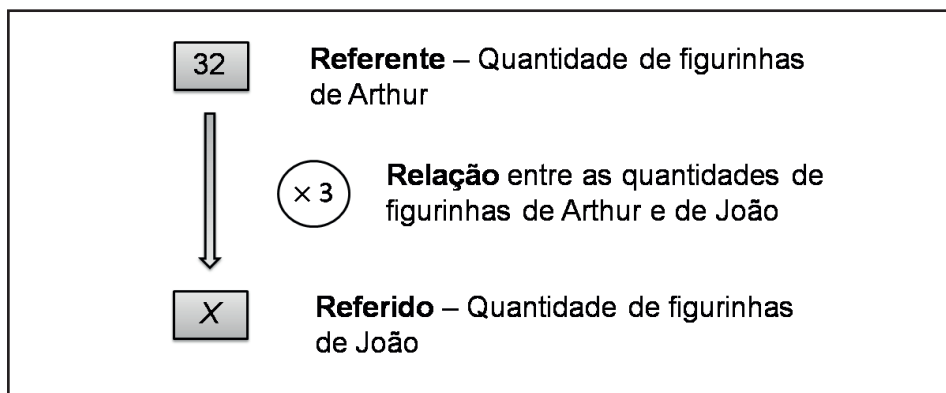 32
Referente – Quantidade de figurinhas
de Arthur
× 3
Relação entre as quantidades de
figurinhas de Arthur e de João
X
Referido – Quantidade de figurinhas
de João